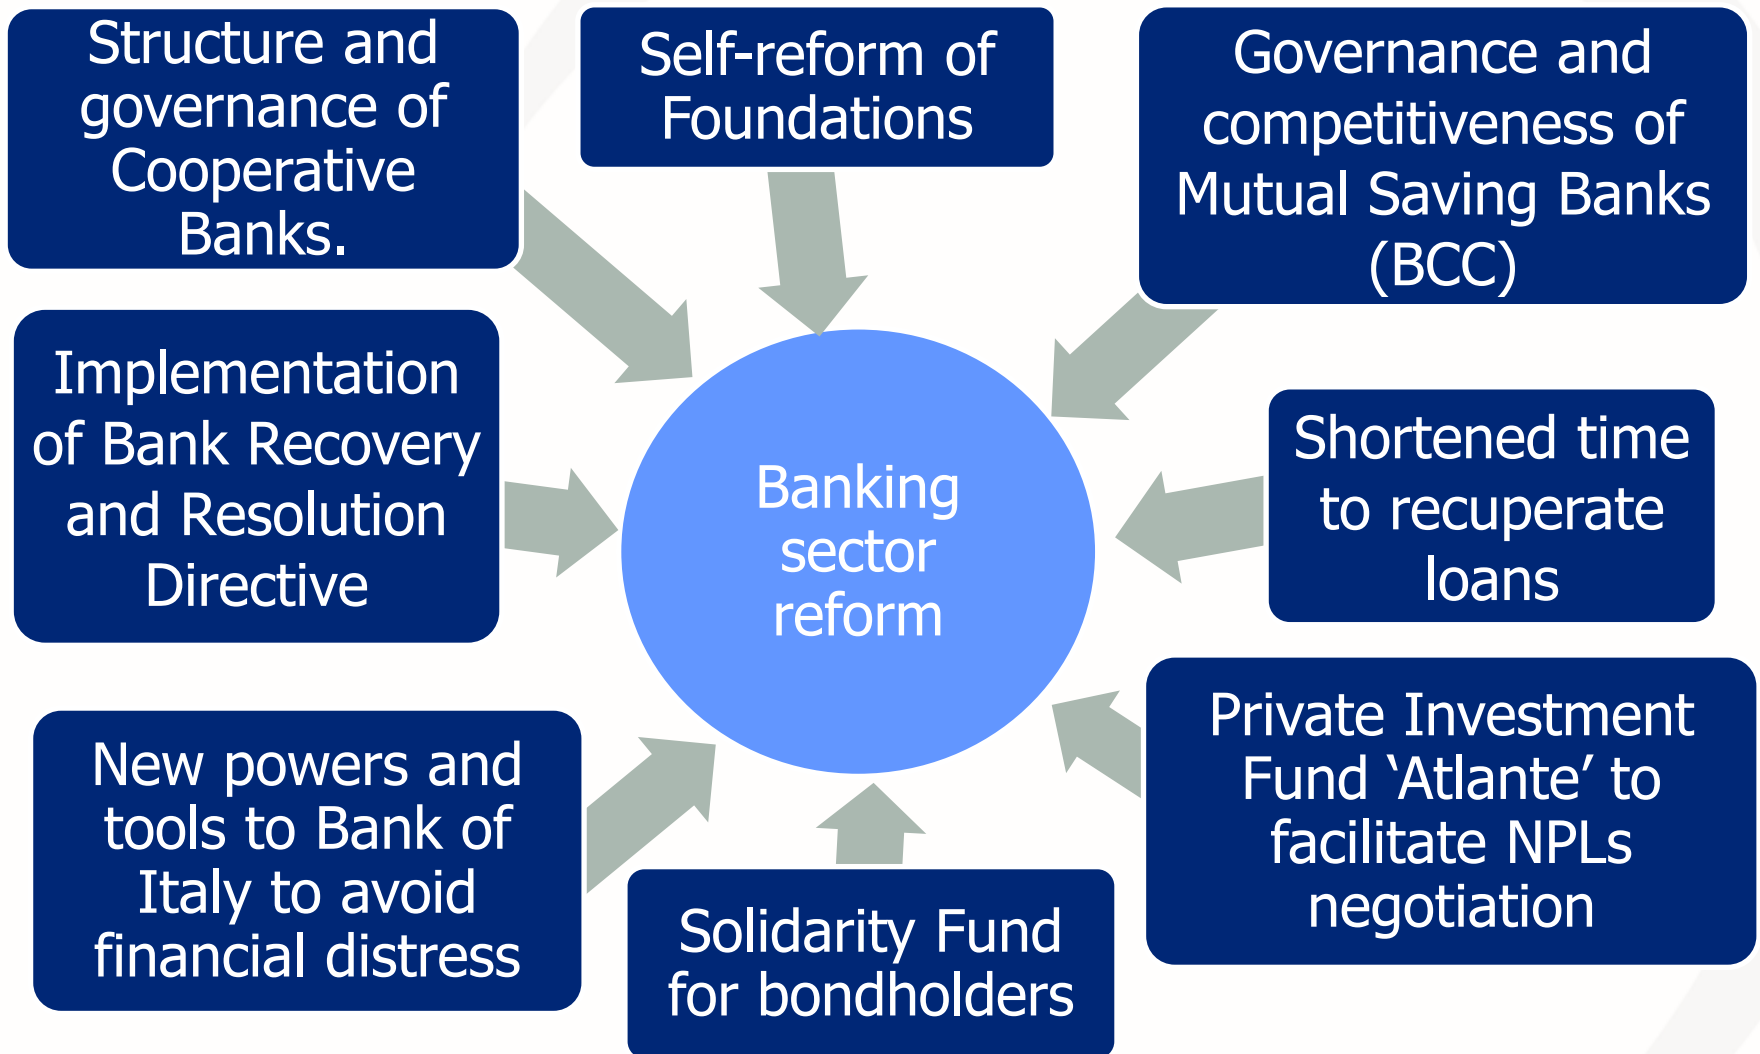 Structure and
governance of
Cooperative
Banks.
Self-reform of
Foundations
Governance and
competitiveness of
Mutual Saving Banks
(BCC)
Implementation
of Bank Recovery
and Resolution
Directive
Banking
sector
reform
Shortened time
to recuperate
loans
New powers and
tools to Bank of
Italy to avoid
financial distress
Solidarity Fund
for bondholders
Private Investment
Fund ‘Atlante’ to
facilitate NPLs
negotiation